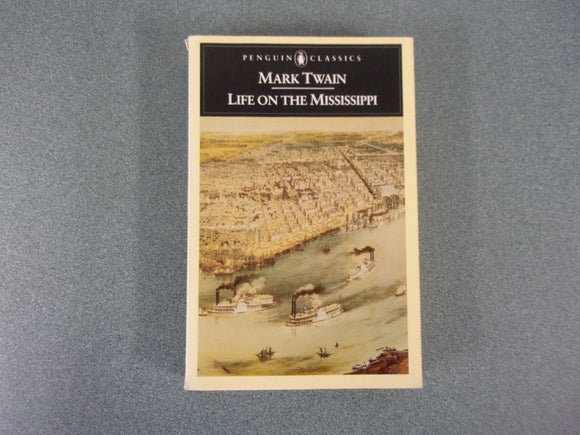 PENGUIN CLASSICS
MARK TWAIN
LIFE ON THE MISSISSIPPI